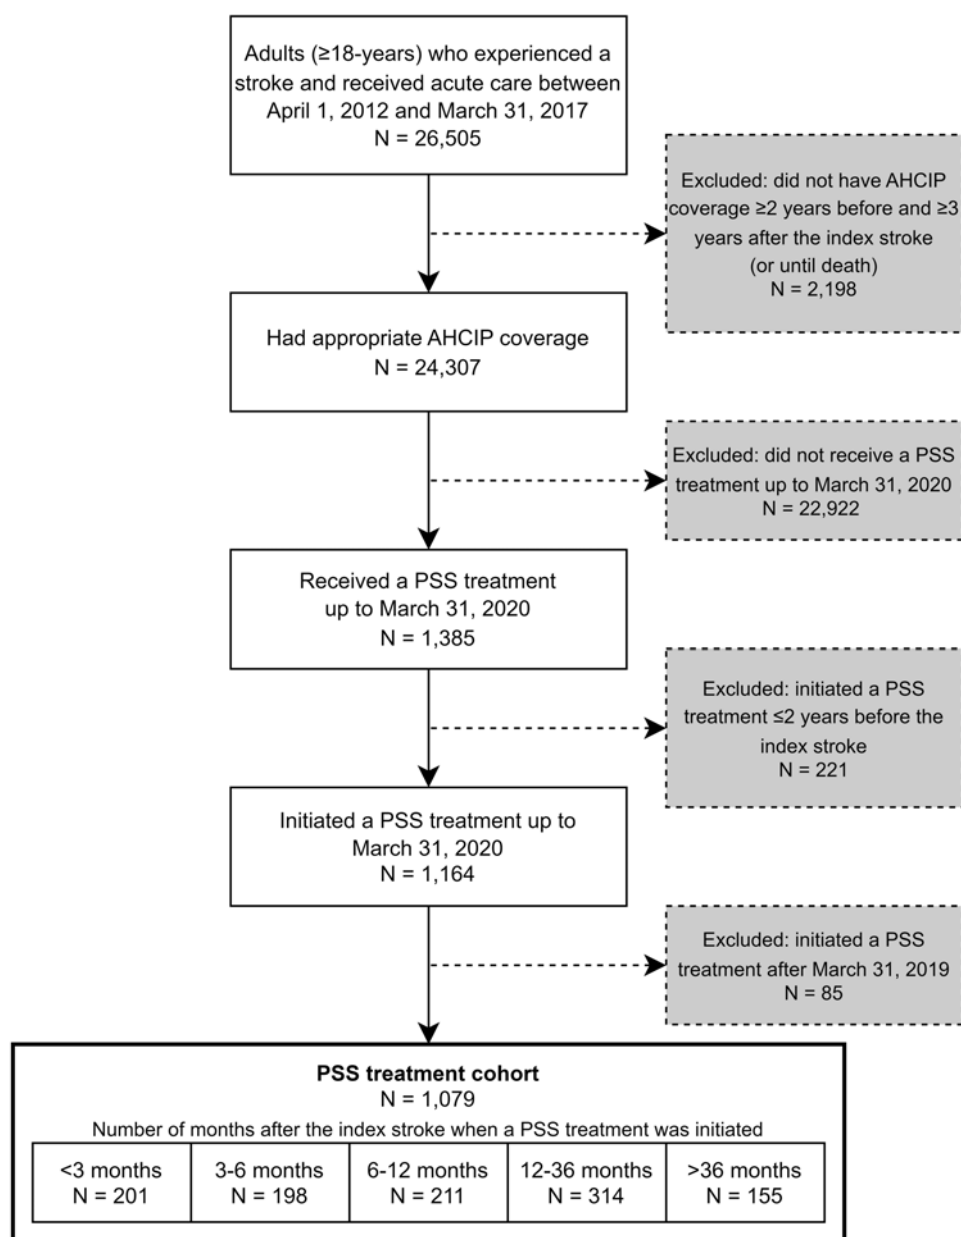 Adults (≥18-years) who experienced a
stroke and received acute care between
April 1, 2012 and March 31, 2017
N = 26,505
Excluded: did not have AHCIP
coverage ≥2 years before and ≥3
years after the index stroke
(or until death)
N = 2,198
Had appropriate AHCIP coverage
N = 24,307
Excluded: did not receive a PSS
treatment up to March 31, 2020
N = 22,922
Received a PSS treatment
up to March 31, 2020
N = 1,385
Excluded: initiated a PSS
treatment ≤2 years before the
index stroke
N = 221
Initiated a PSS treatment up to
March 31, 2020
N = 1,164
Excluded: initiated a PSS
treatment after March 31, 2019
N = 85
PSS treatment cohort
N = 1,079
Number of months after the index stroke when a PSS treatment was initiated
<3 months
N = 201
3-6 months
N = 198
6-12 months
N = 211
12-36 months
N = 314
>36 months
N = 155